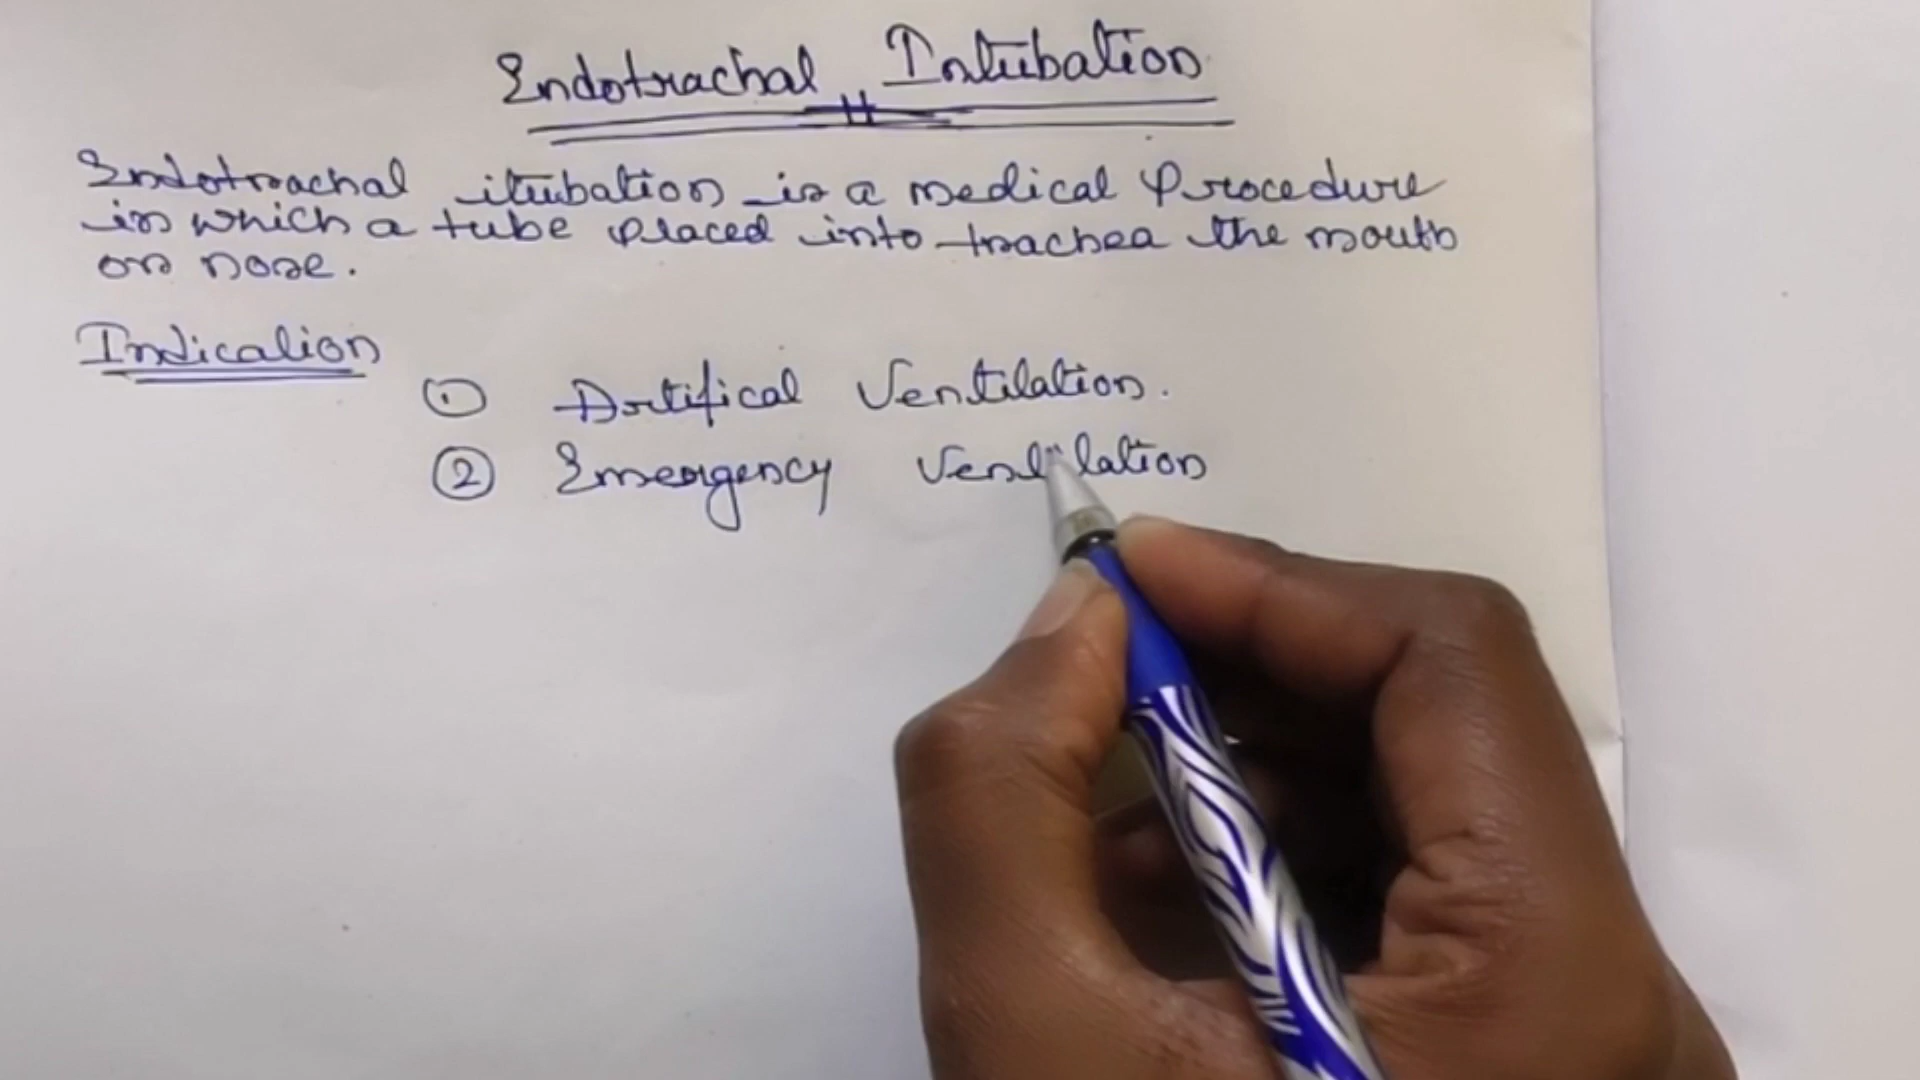 Endotrachal Intubation
Endotrachal itubation is a medical Procedure
in which a tube placed into trachea the mouth
or nose.
Indication
① Artifical Ventilation.
② Emergency Ventilation